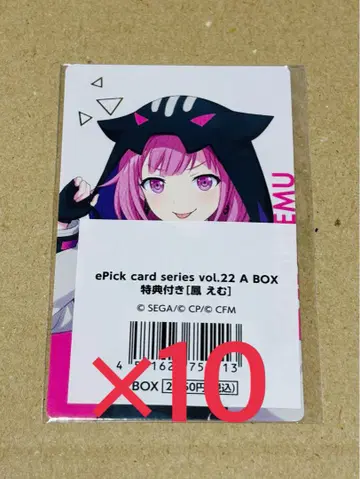 EMU
ePick card series vol.22 A BOX
特典付き[鳳 えむ]
© SEGA/© CP/© CFM
×10
BOX